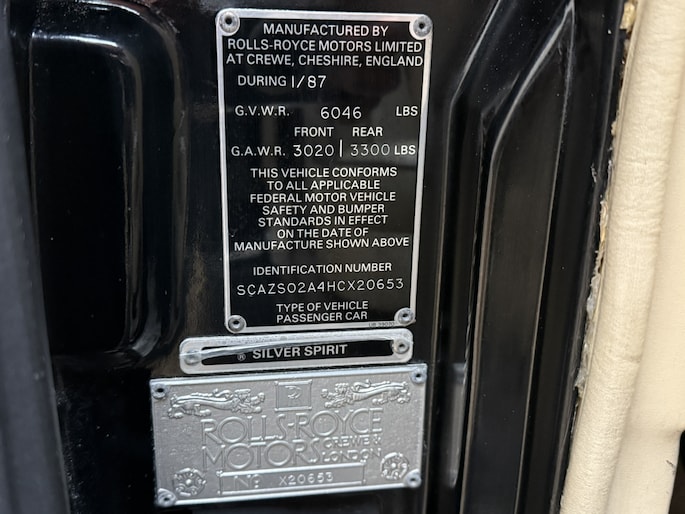 MANUFACTURED BY
ROLLS-ROYCE MOTORS LIMITED
AT CREWE, CHESHIRE, ENGLAND
DURING 1/87
G.V.W.R. 6046 LBS
FRONT REAR
G.A.W.R. 3020 | 3300 LBS
THIS VEHICLE CONFORMS
TO ALL APPLICABLE
FEDERAL MOTOR VEHICLE
SAFETY AND BUMPER
STANDARDS IN EFFECT
ON THE DATE OF
MANUFACTURE SHOWN ABOVE
IDENTIFICATION NUMBER
SCAZS02A4HCX20653
TYPE OF VEHICLE
PASSENGER CAR
® SILVER SPIRIT
ROLLS-ROYCE
MOTORS CREWE &
LONDON
No X20653